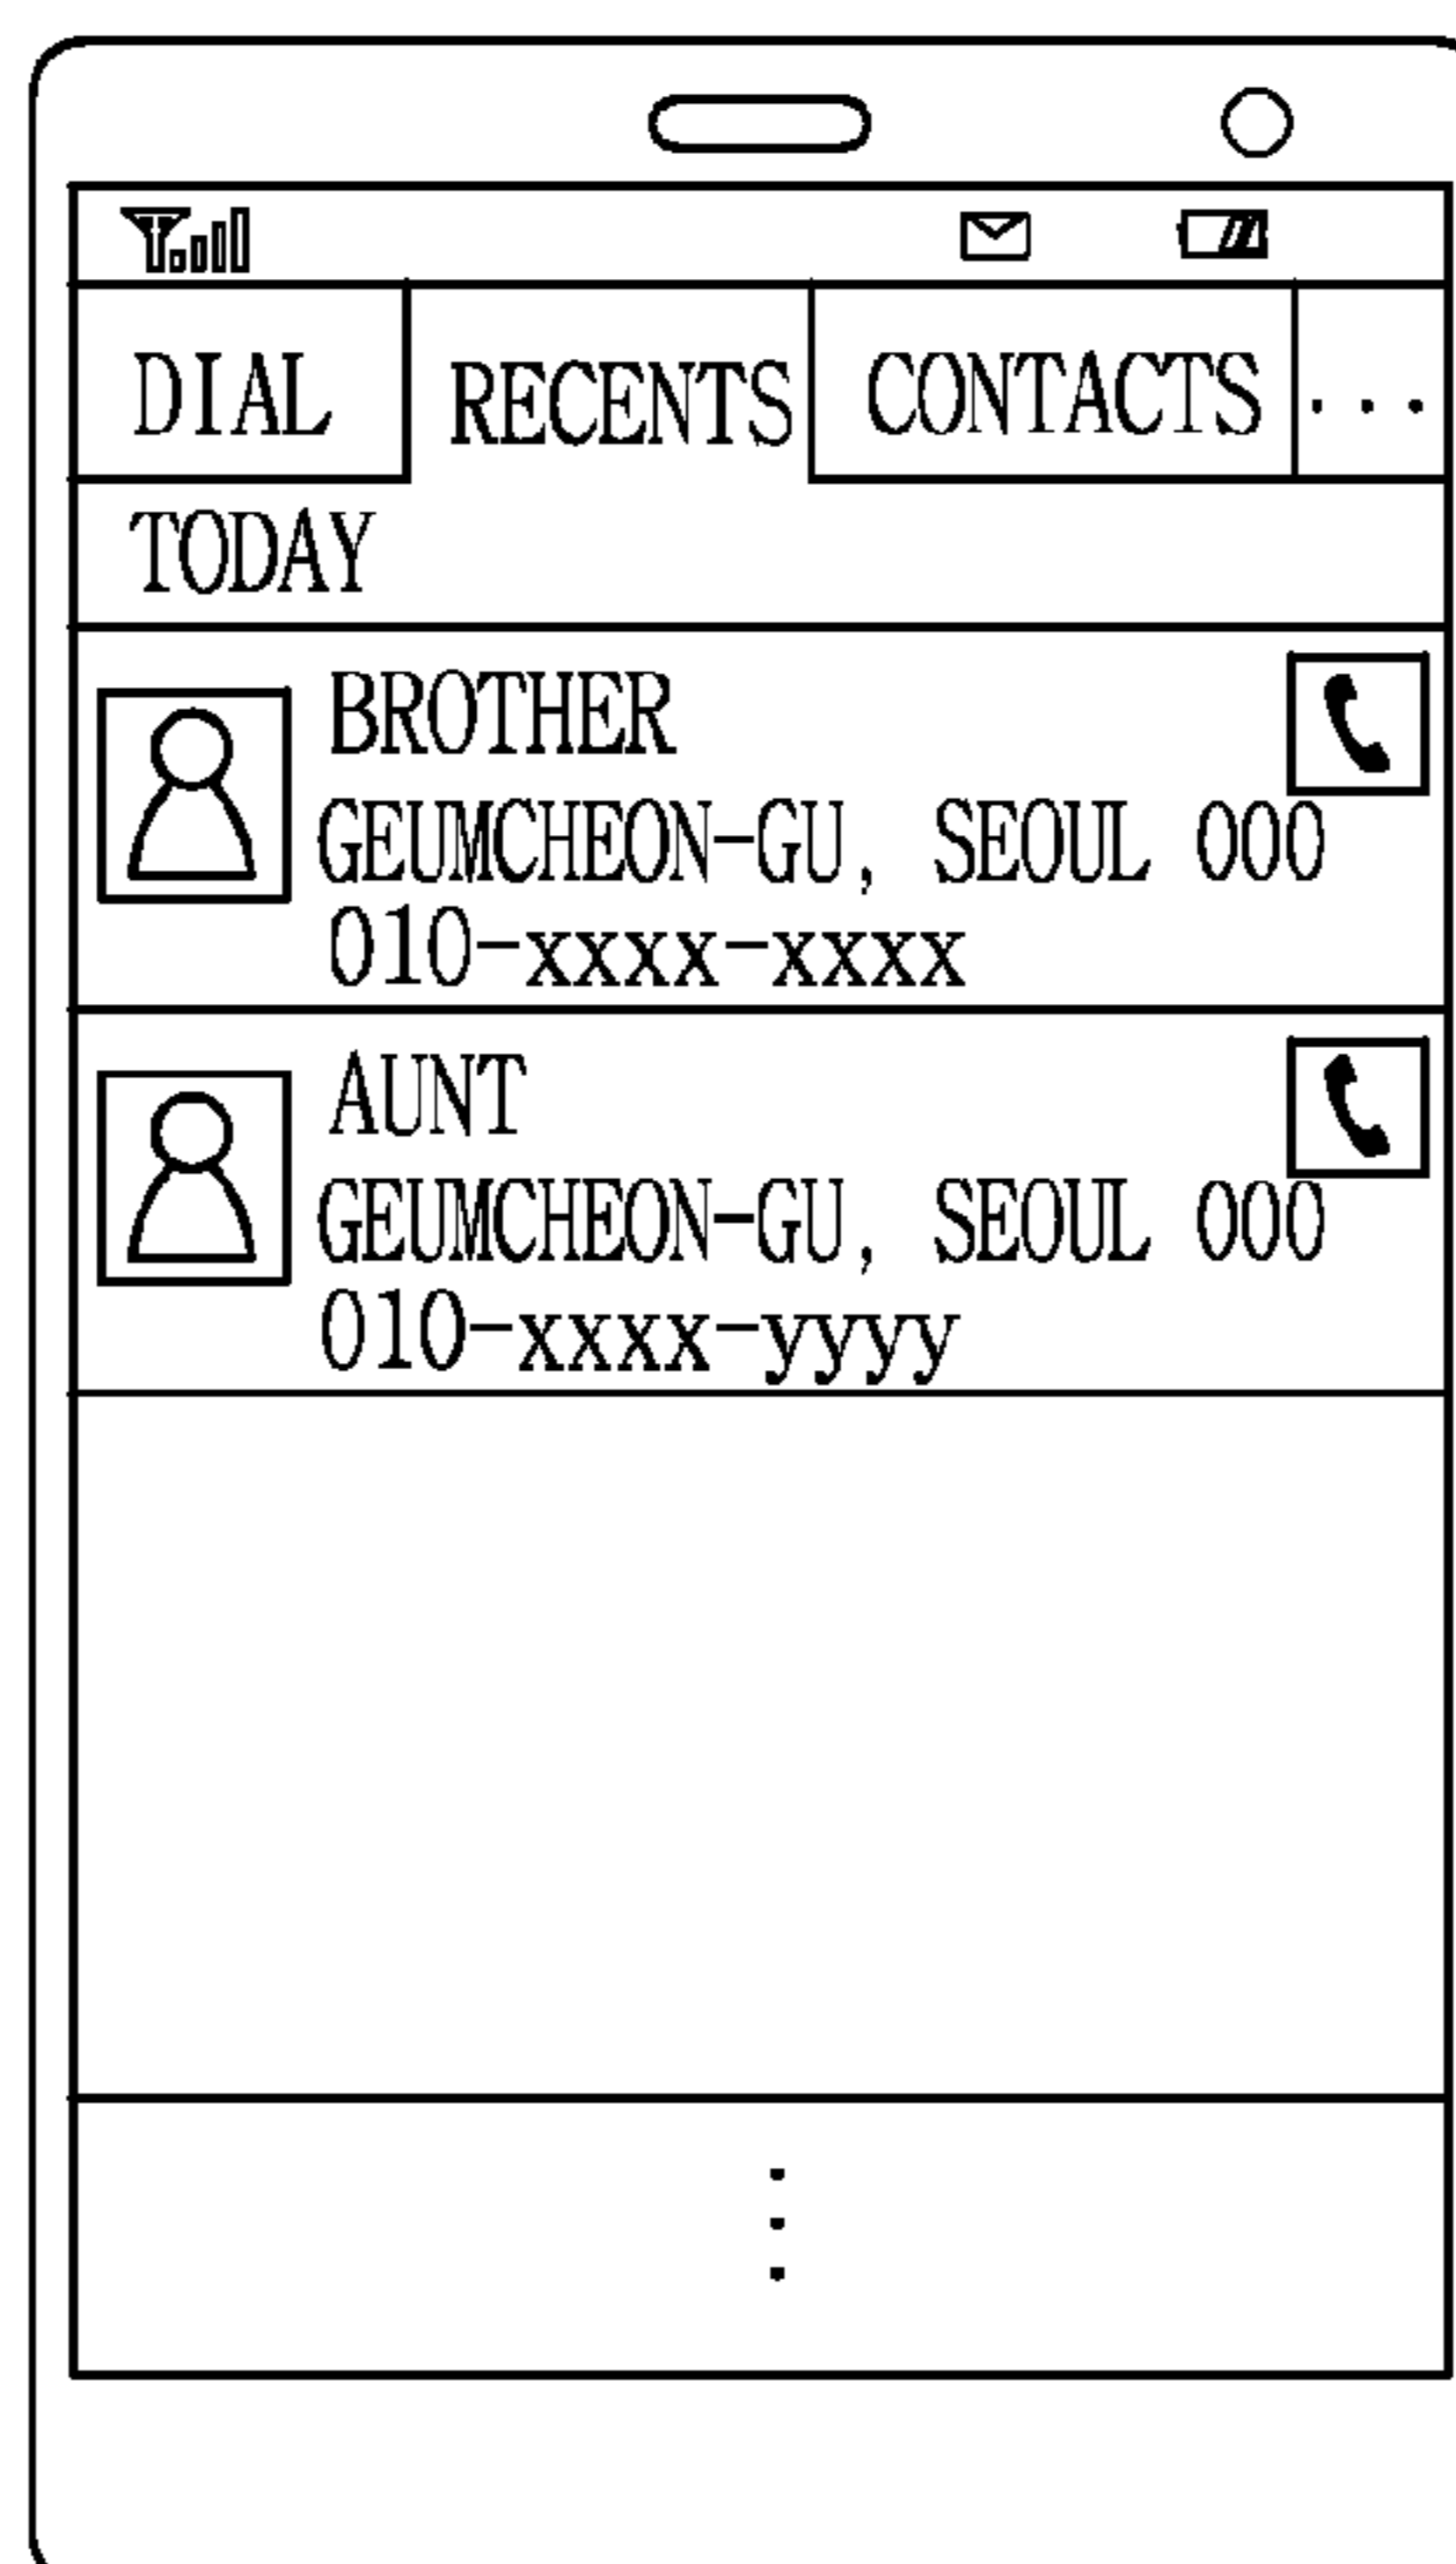 DIAL RECENTS CONTACTS ...
TODAY
BROTHER
GEUMCHEON-GU, SEOUL 000
010-xxxx-xxxx
AUNT
GEUMCHEON-GU, SEOUL 000
010-xxxx-yyyy